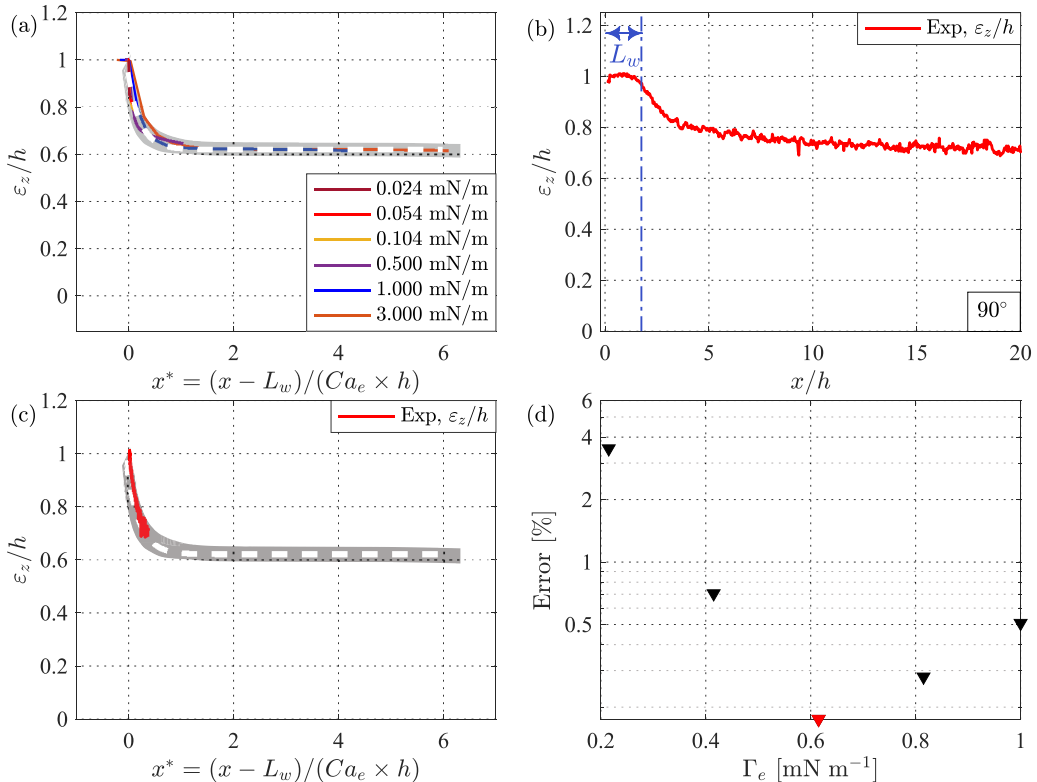 (a)
1.2
1
0.8
0.6
0.4
0.2
0
ε_z/h
0.024 mN/m
0.054 mN/m
0.104 mN/m
0.500 mN/m
1.000 mN/m
3.000 mN/m
0 2 4 6
x* = (x − L_w)/(Ca_e × h)
(b)
1.2
1
0.8
0.6
0.4
0.2
0
ε_z/h
L_w
Exp, ε_z/h
90°
0 5 10 15 20
x/h
(c)
1.2
1
0.8
0.6
0.4
0.2
0
ε_z/h
Exp, ε_z/h
0 2 4 6
x* = (x − L_w)/(Ca_e × h)
(d)
6
4
2
1
0.5
Error [%]
0.2 0.4 0.6 0.8 1
Γ_e [mN m⁻¹]